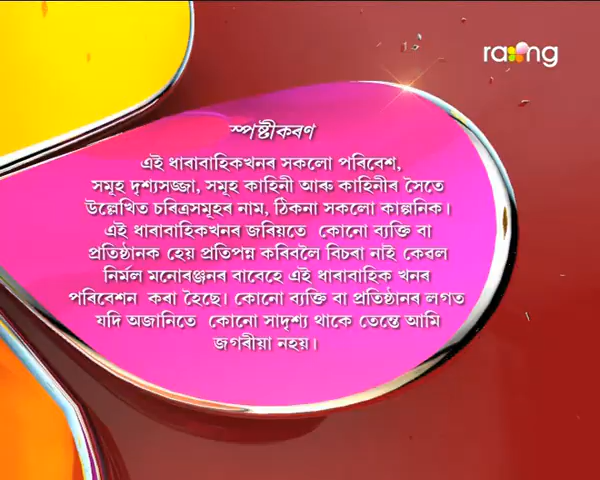 rang
স্পষ্টীকৰণ
এই ধাৰাবাহিকখনৰ সকলো পৰিবেশ,
সমূহ দৃশ্যসজ্জা, সমূহ কাহিনী আৰু কাহিনীৰ সৈতে
উল্লেখিত চৰিত্ৰসমূহৰ নাম, ঠিকনা সকলো কাল্পনিক।
এই ধাৰাবাহিকখনৰ জৰিয়তে কোনো ব্যক্তি বা
প্ৰতিষ্ঠানক হেয় প্ৰতিপন্ন কৰিবলৈ বিচৰা নাই কেৱল
নিৰ্মল মনোৰঞ্জনৰ বাবেহে এই ধাৰাবাহিক খনৰ
পৰিবেশন কৰা হৈছে। কোনো ব্যক্তি বা প্ৰতিষ্ঠানৰ লগত
যদি অজানিতে কোনো সাদৃশ্য থাকে তেন্তে আমি
জগৰীয়া নহয়।